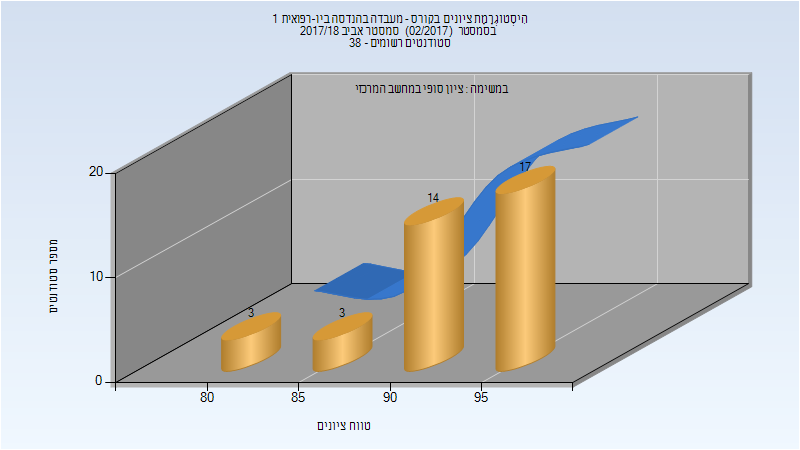 היסטוגרמת ציונים בקורס - מעבדה בהנדסה ביו-רפואית 1
בסמסטר (02/2017) סמסטר אביב 2017/18
סטודנטים רשומים - 38
במשימה : ציון סופי במחשב המרכזי
מספר סטודנטים
20
10
0
3
3
14
17
80
85
90
95
טווח ציונים